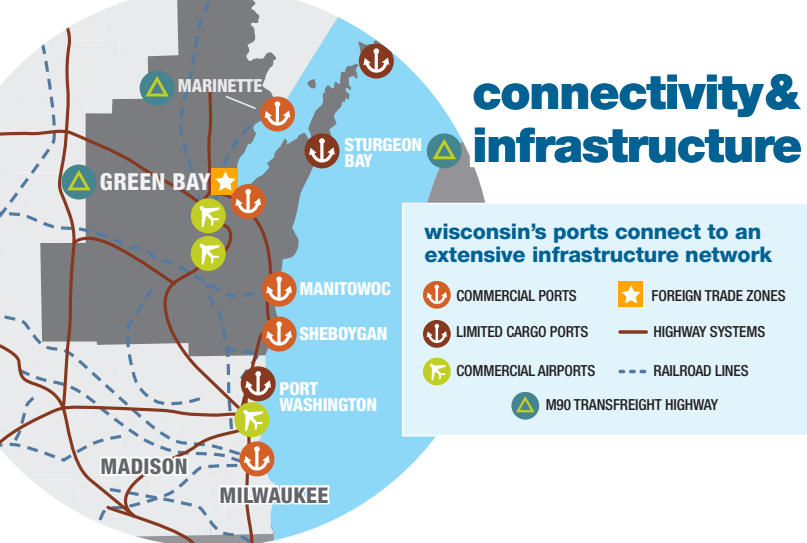 connectivity&
infrastructure
MARINETTE
STURGEON
BAY
GREEN BAY
MANITOWOC
SHEBOYGAN
PORT
WASHINGTON
MADISON
MILWAUKEE
wisconsin's ports connect to an
extensive infrastructure network
COMMERCIAL PORTS
FOREIGN TRADE ZONES
LIMITED CARGO PORTS
HIGHWAY SYSTEMS
COMMERCIAL AIRPORTS
RAILROAD LINES
M90 TRANSFREIGHT HIGHWAY